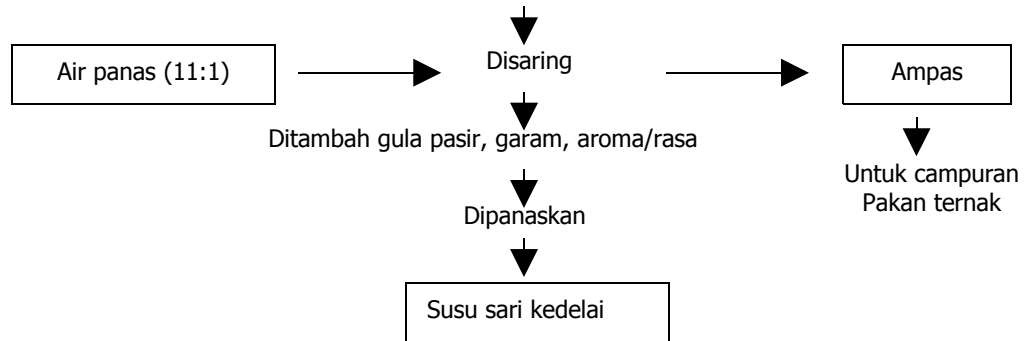 Disaring
Air panas (11:1)
Ampas
Ditambah gula pasir, garam, aroma/rasa
Untuk campuran
Pakan ternak
Dipanaskan
Susu sari kedelai